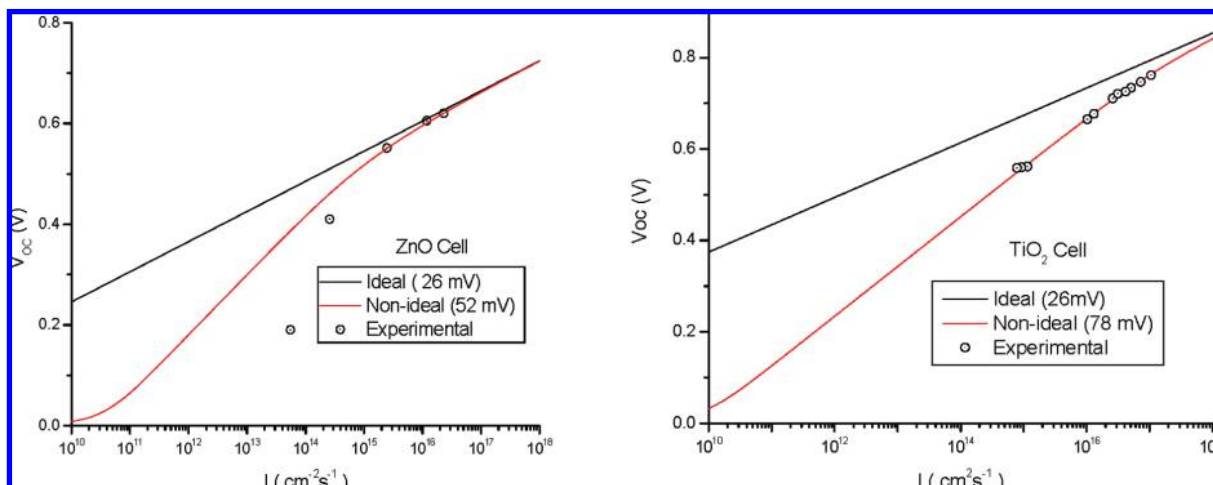 0.8
0.6
0.4
0.2
0.0
V_OC (V)
ZnO Cell
Ideal ( 26 mV)
Non-ideal (52 mV)
Experimental
10^10 10^11 10^12 10^13 10^14 10^15 10^16 10^17 10^18
I ( cm^-2s^-1)
0.8
0.6
0.4
0.2
0.0
Voc (V)
TiO_2 Cell
Ideal (26mV)
Non-ideal (78 mV)
Experimental
10^10 10^12 10^14 10^16
I ( cm^2s^-1)